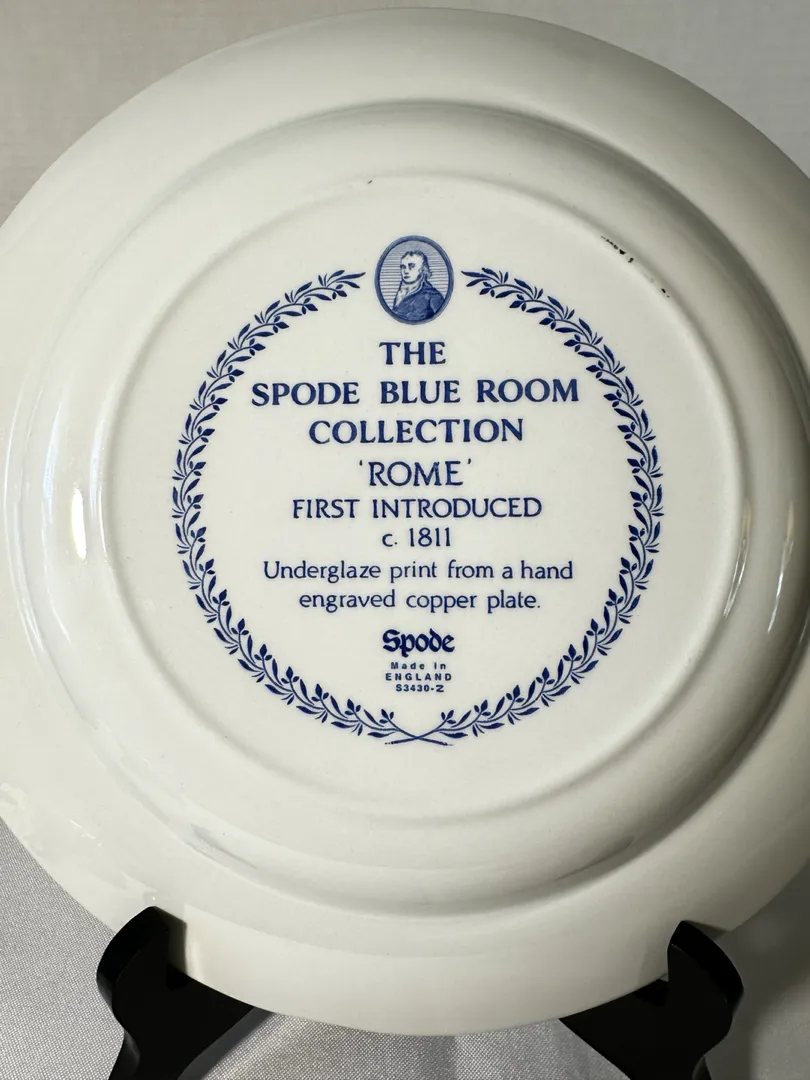 THE
SPODE BLUE ROOM
COLLECTION
‘ROME’
FIRST INTRODUCED
c. 1811
Underglaze print from a hand
engraved copper plate.
Spode
Made in
ENGLAND
S3430-Z